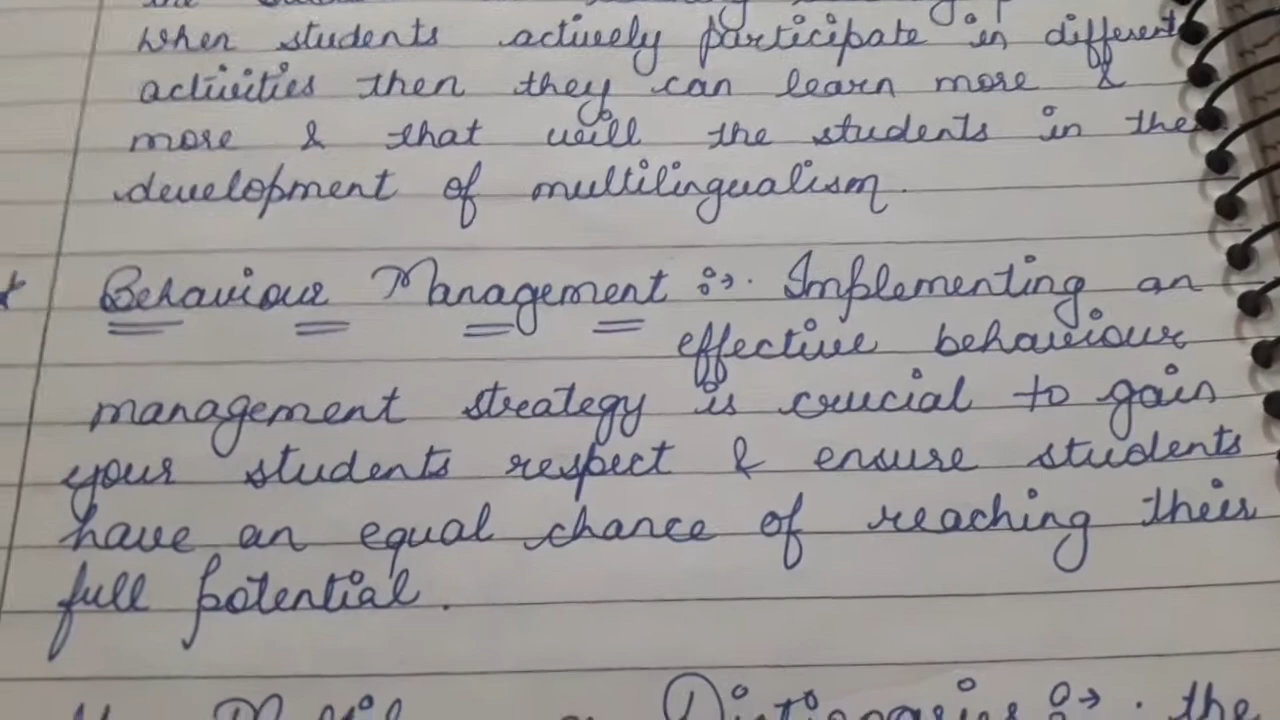 the
when students actively participate in different
activities then they can learn more &
more & that will the students in the
development of multilingualism.
* Behaviour Management :→. Implementing an
effective behaviour
management strategy is crucial to gain
your students respect & ensure students
have an equal chance of reaching their
full potential.
Dictionaries :→. the